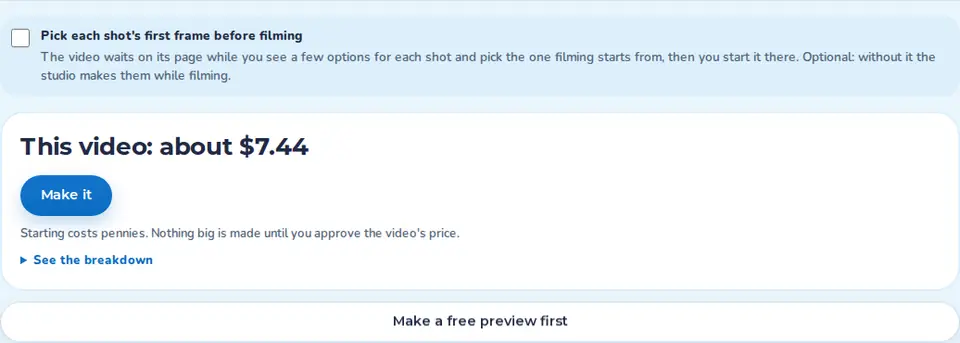 Pick each shot's first frame before filming
The video waits on its page while you see a few options for each shot and pick the one filming starts from, then you start it there. Optional: without it the
studio makes them while filming.
This video: about $7.44
Make it
Starting costs pennies. Nothing big is made until you approve the video's price.
See the breakdown
Make a free preview first